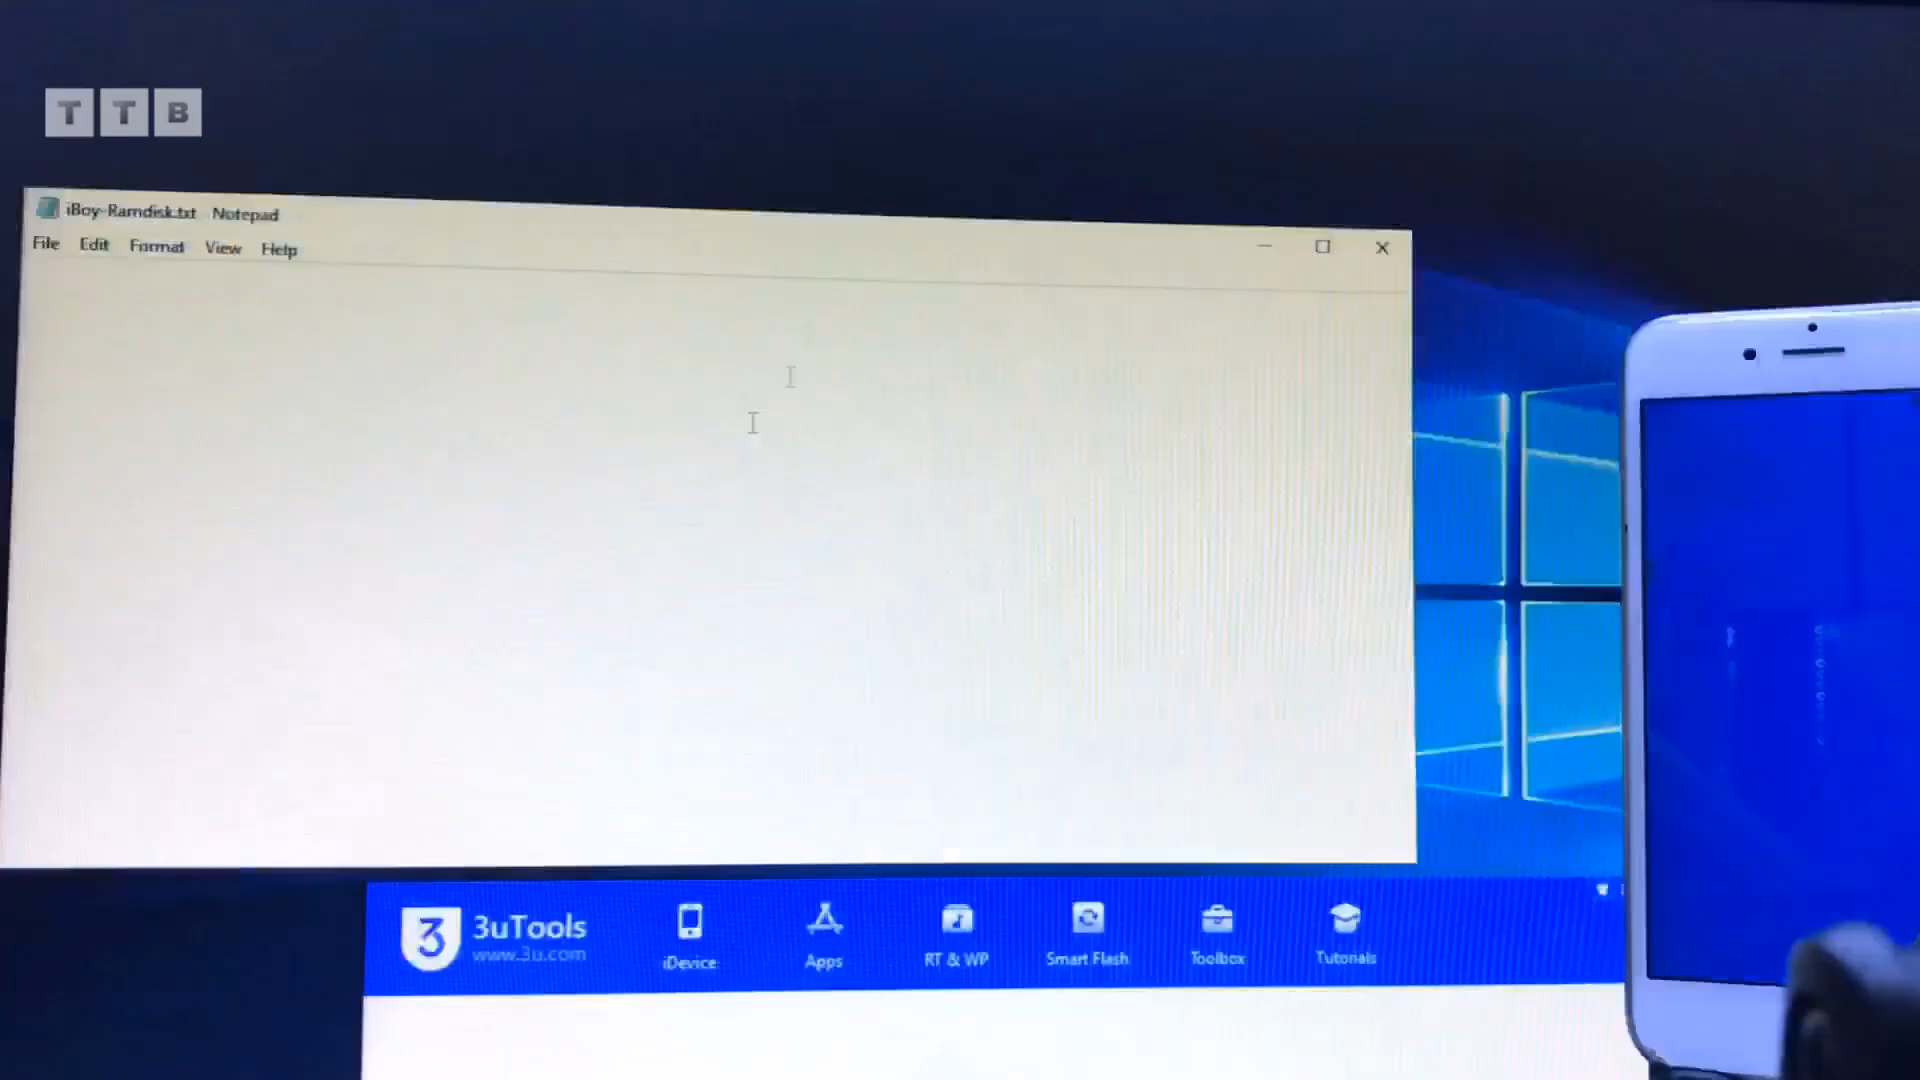 T T B
iBoy-Ramdisk.txt - Notepad
File Edit Format View Help
3 3uTools
www.3u.com
iDevice Apps RT & WP Smart Flash Toolbox Tutorials